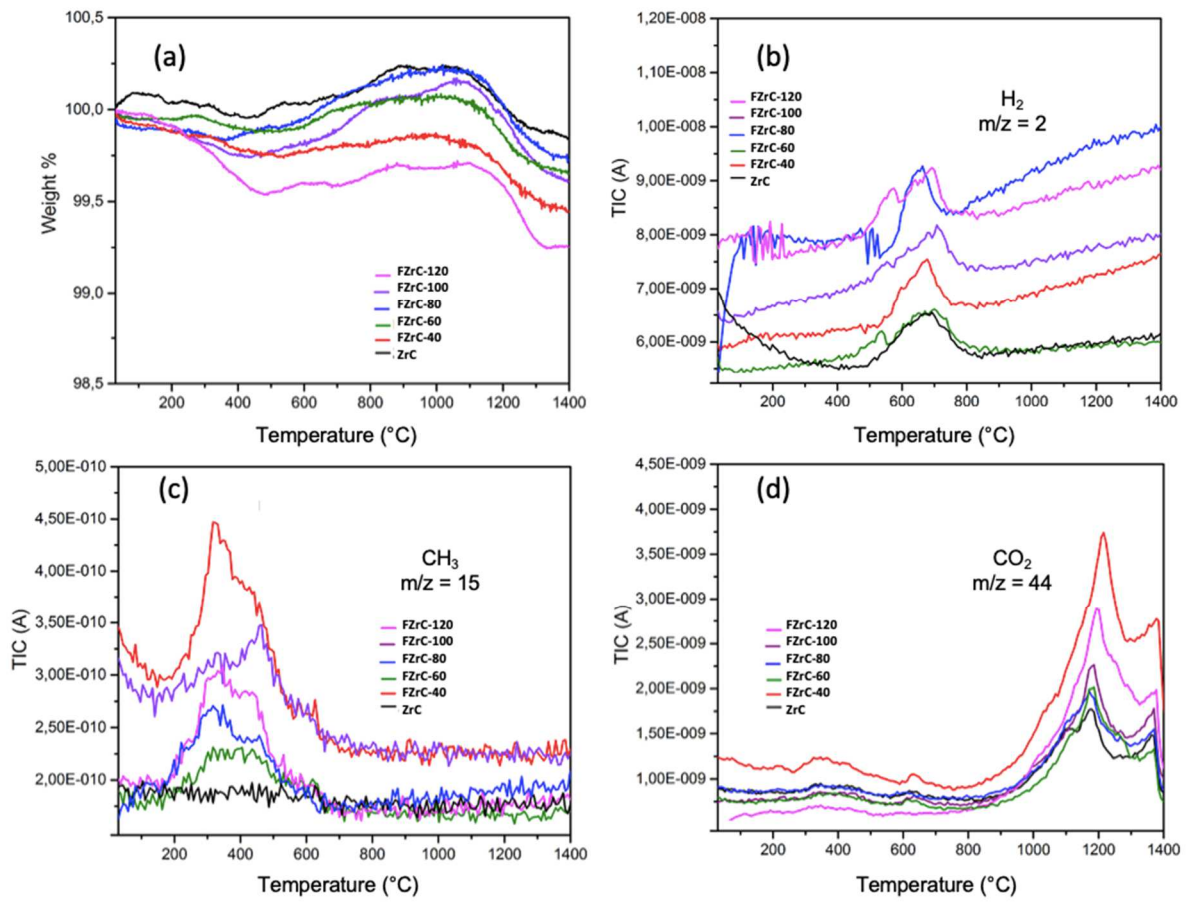 (a)
100,5
100,0
99,5
99,0
98,5
Weight %
FZrC-120
FZrC-100
FZrC-80
FZrC-60
FZrC-40
ZrC
200 400 600 800 1000 1200 1400
Temperature (°C)
(b)
1,20E-008
1,10E-008
1,00E-008
9,00E-009
8,00E-009
7,00E-009
6,00E-009
TIC (A)
FZrC-120
FZrC-100
FZrC-80
FZrC-60
FZrC-40
ZrC
H₂
m/z = 2
200 400 600 800 1000 1200 1400
Temperature (°C)
(c)
5,00E-010
4,50E-010
4,00E-010
3,50E-010
3,00E-010
2,50E-010
2,00E-010
TIC (A)
CH₃
m/z = 15
FZrC-120
FZrC-100
FZrC-80
FZrC-60
FZrC-40
ZrC
200 400 600 800 1000 1200 1400
Temperature (°C)
(d)
4,50E-009
4,00E-009
3,50E-009
3,00E-009
2,50E-009
2,00E-009
1,50E-009
1,00E-009
TIC (A)
CO₂
m/z = 44
FZrC-120
FZrC-100
FZrC-80
FZrC-60
FZrC-40
ZrC
200 400 600 800 1000 1200 1400
Temperature (°C)